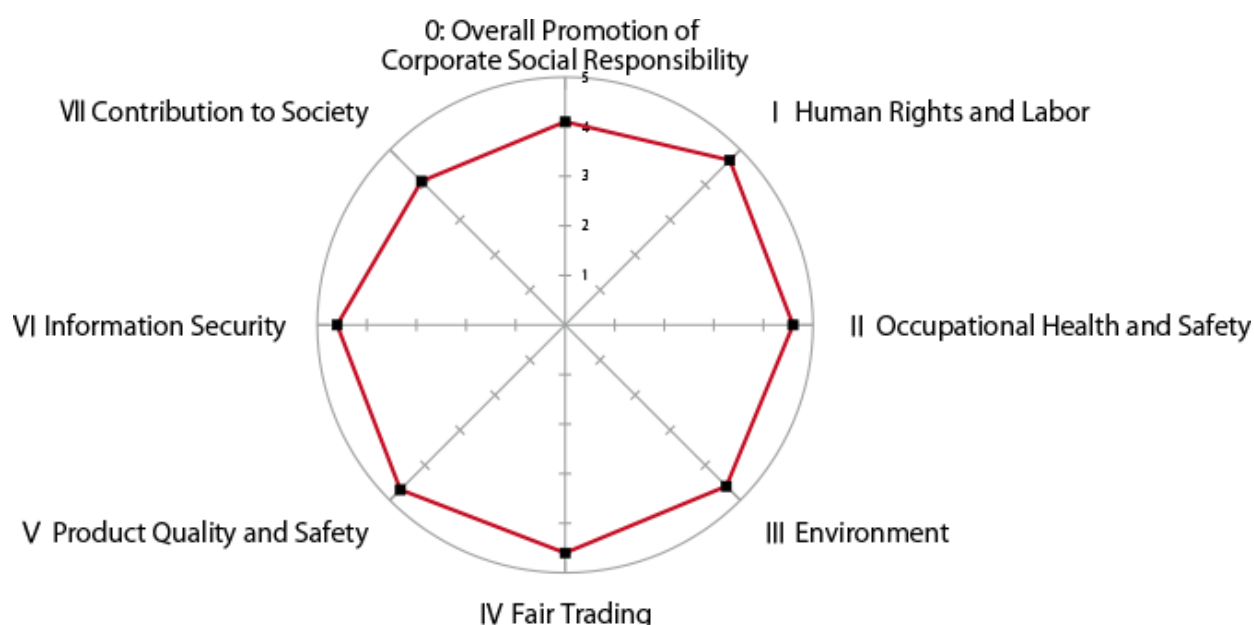 0: Overall Promotion of
Corporate Social Responsibility
5
VII Contribution to Society
I Human Rights and Labor
4
3
2
1
VI Information Security
II Occupational Health and Safety
V Product Quality and Safety
III Environment
IV Fair Trading